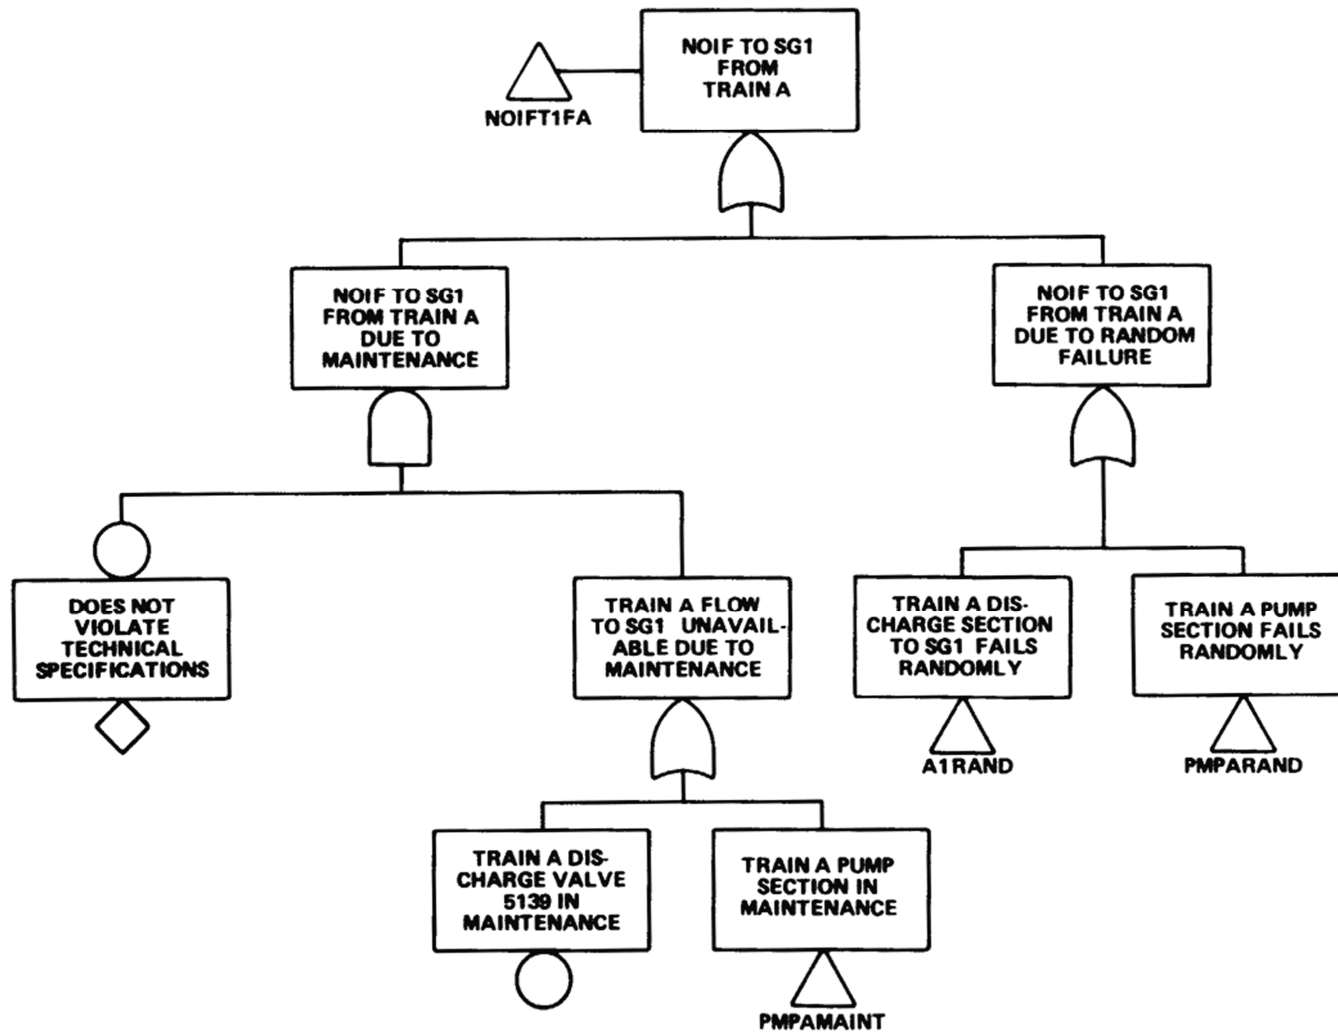 NOIF TO SG1
FROM
TRAIN A
NOIFT1FA
NOIF TO SG1
FROM TRAIN A
DUE TO
MAINTENANCE
NOIF TO SG1
FROM TRAIN A
DUE TO RANDOM
FAILURE
DOES NOT
VIOLATE
TECHNICAL
SPECIFICATIONS
TRAIN A FLOW
TO SG1 UNAVAIL-
ABLE DUE TO
MAINTENANCE
TRAIN A DIS-
CHARGE SECTION
TO SG1 FAILS
RANDOMLY
A1RAND
TRAIN A PUMP
SECTION FAILS
RANDOMLY
PMPARAND
TRAIN A DIS-
CHARGE VALVE
5139 IN
MAINTENANCE
TRAIN A PUMP
SECTION IN
MAINTENANCE
PMPAMAINT